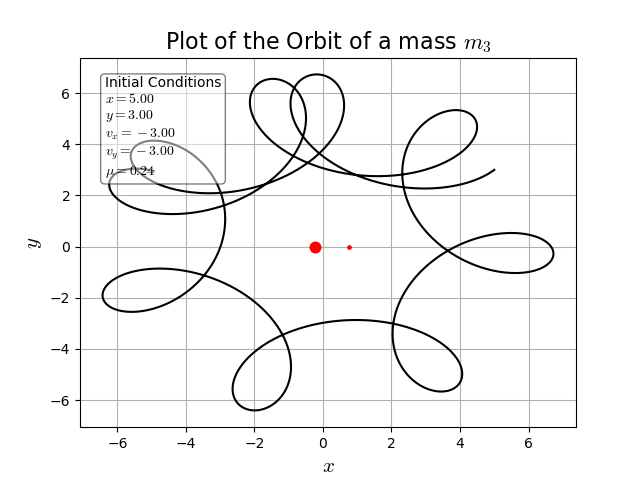 Plot of the Orbit of a mass m₃
Initial Conditions
x = 5.00
y = 3.00
vₓ = −3.00
v_y = −3.00
μ = 0.24
6
4
2
0
−2
−4
−6
y
−6 −4 −2 0 2 4 6
x